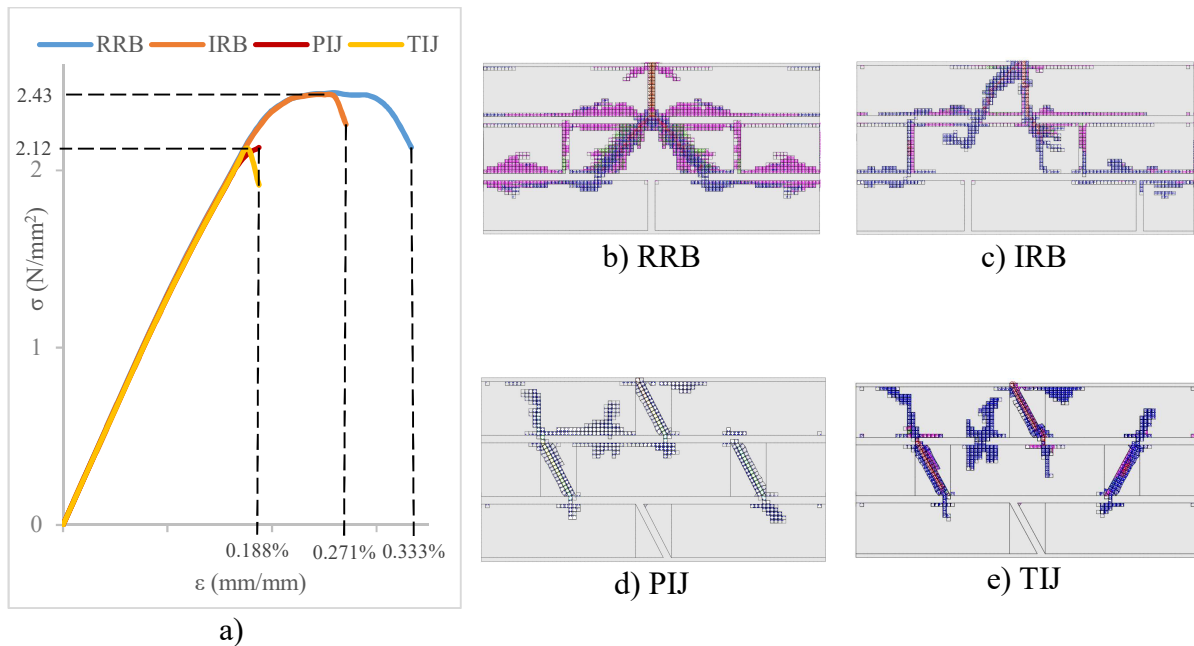 RRB IRB PIJ TIJ
2.43
2.12
2
1
0
σ (N/mm²)
0.188% 0.271% 0.333%
ε (mm/mm)
a)
b) RRB
c) IRB
d) PIJ
e) TIJ